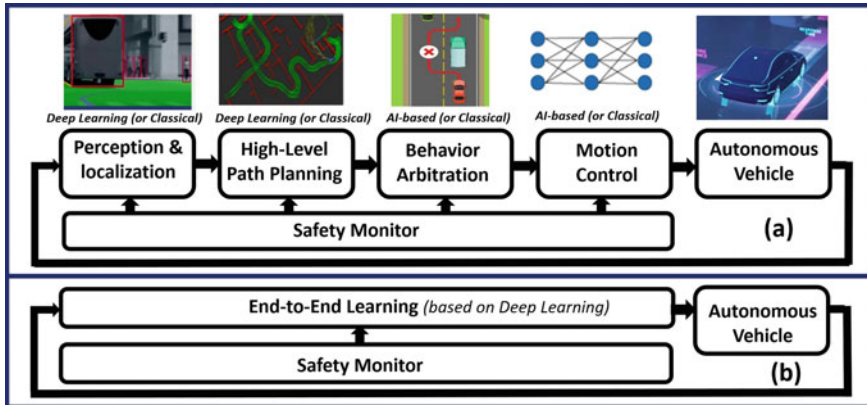 Deep Learning (or Classical)
Deep Learning (or Classical)
AI-based (or Classical)
AI-based (or Classical)
Perception &
localization
High-Level
Path Planning
Behavior
Arbitration
Motion
Control
Autonomous
Vehicle
Safety Monitor
(a)
End-to-End Learning (based on Deep Learning)
Autonomous
Vehicle
Safety Monitor
(b)